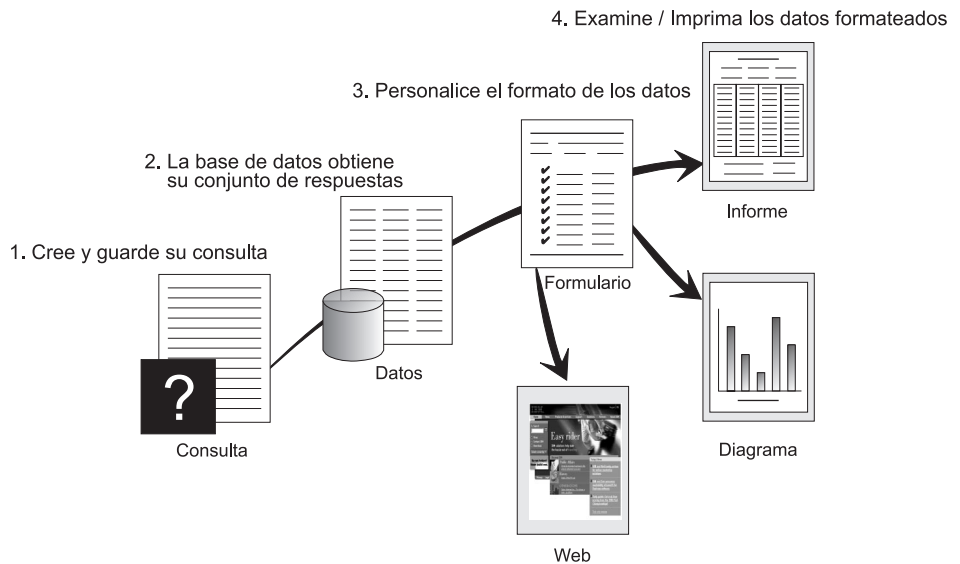 4. Examine / Imprima los datos formateados
3. Personalice el formato de los datos
2. La base de datos obtiene
su conjunto de respuestas
1. Cree y guarde su consulta
Informe
Formulario
Datos
?
Consulta
Diagrama
IBM
Easy rider
Web